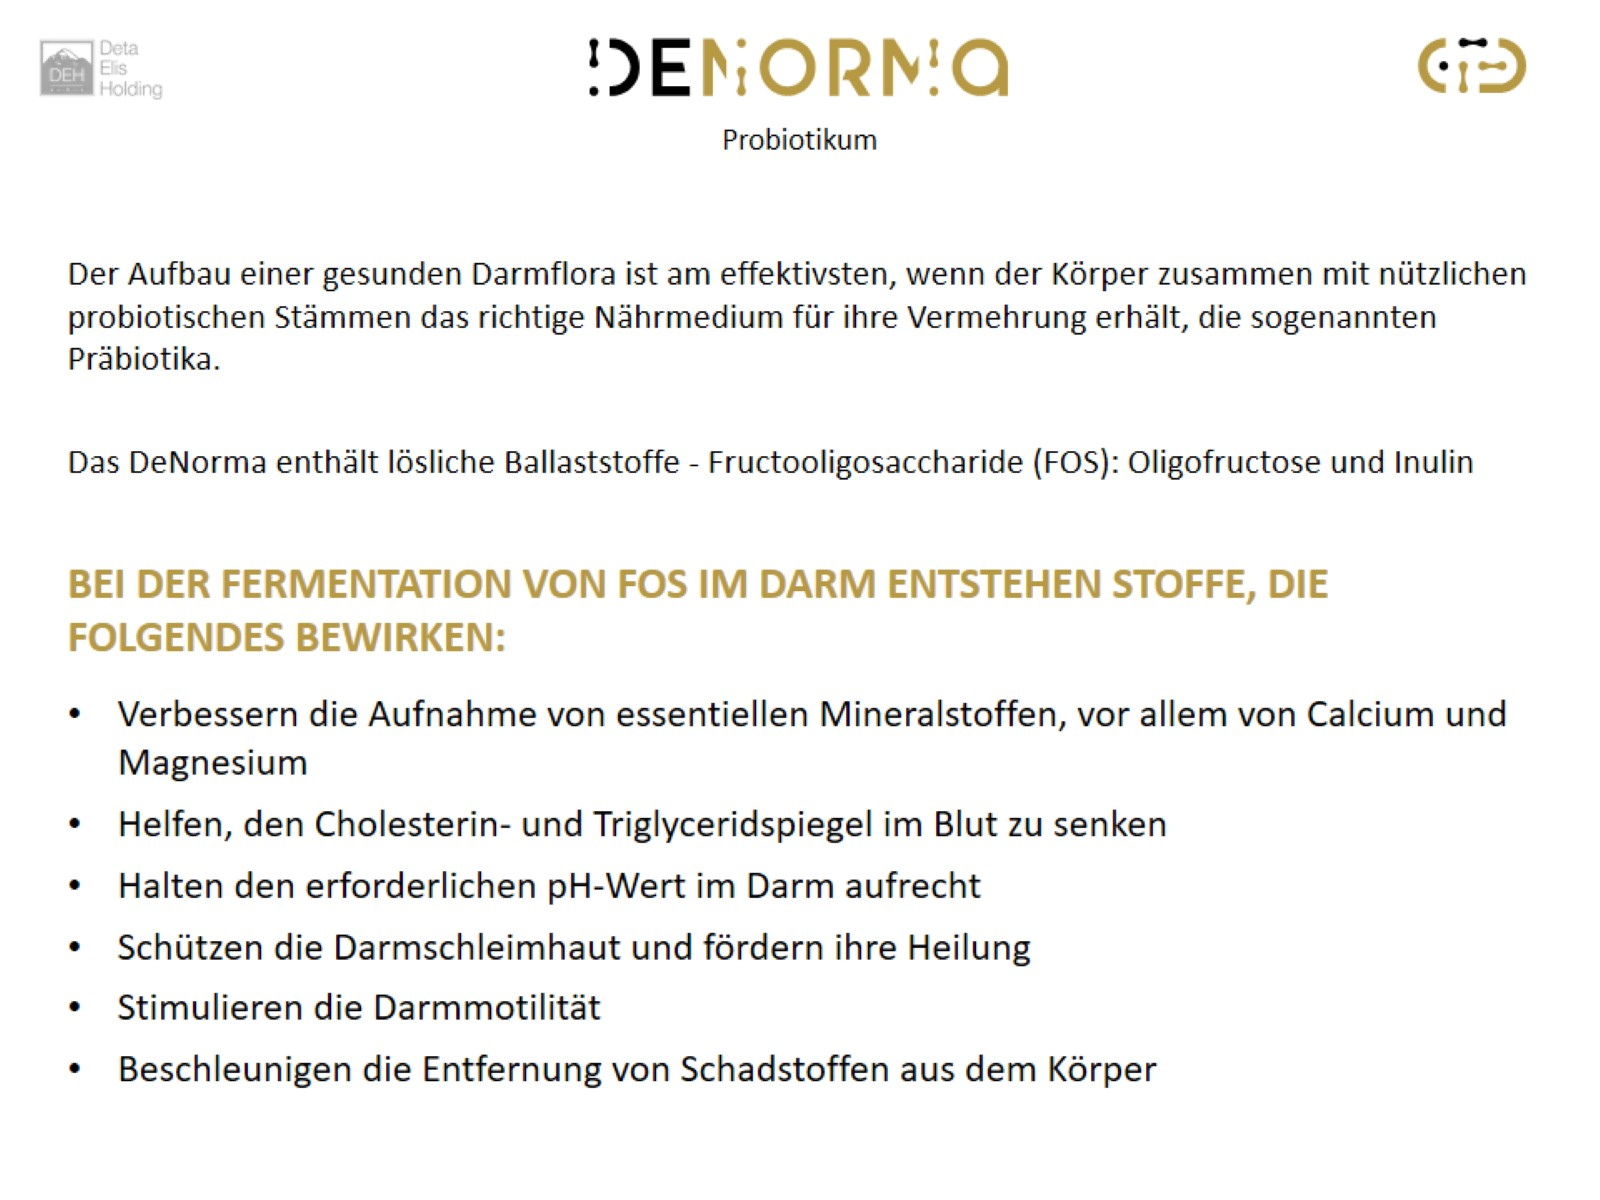 Deta
Elis
Holding
DEH
DENORMA
Probiotikum
Der Aufbau einer gesunden Darmflora ist am effektivsten, wenn der Körper zusammen mit nützlichen
probiotischen Stämmen das richtige Nährmedium für ihre Vermehrung erhält, die sogenannten
Präbiotika.
Das DeNorma enthält lösliche Ballaststoffe - Fructooligosaccharide (FOS): Oligofructose und Inulin
BEI DER FERMENTATION VON FOS IM DARM ENTSTEHEN STOFFE, DIE
FOLGENDES BEWIRKEN:
• Verbessern die Aufnahme von essentiellen Mineralstoffen, vor allem von Calcium und
Magnesium
• Helfen, den Cholesterin- und Triglyceridspiegel im Blut zu senken
• Halten den erforderlichen pH-Wert im Darm aufrecht
• Schützen die Darmschleimhaut und fördern ihre Heilung
• Stimulieren die Darmmotilität
• Beschleunigen die Entfernung von Schadstoffen aus dem Körper